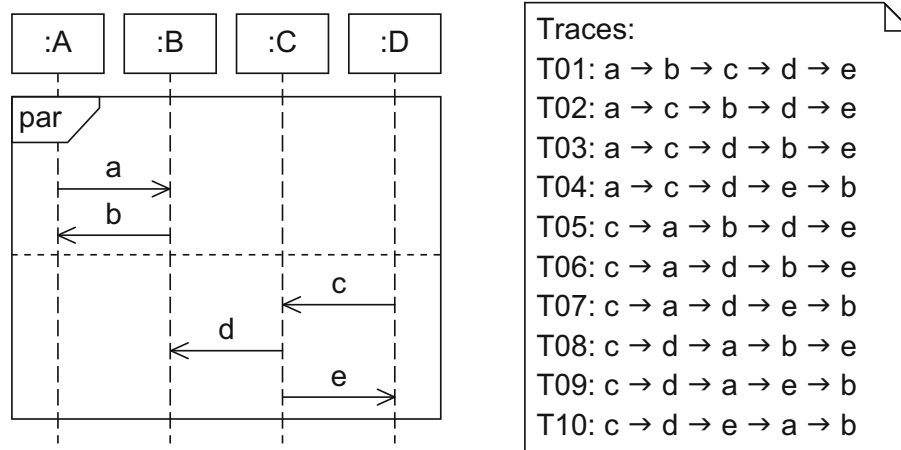 :A :B :C :D
par
a
b
c
d
e
Traces:
T01: a → b → c → d → e
T02: a → c → b → d → e
T03: a → c → d → b → e
T04: a → c → d → e → b
T05: c → a → b → d → e
T06: c → a → d → b → e
T07: c → a → d → e → b
T08: c → d → a → b → e
T09: c → d → a → e → b
T10: c → d → e → a → b